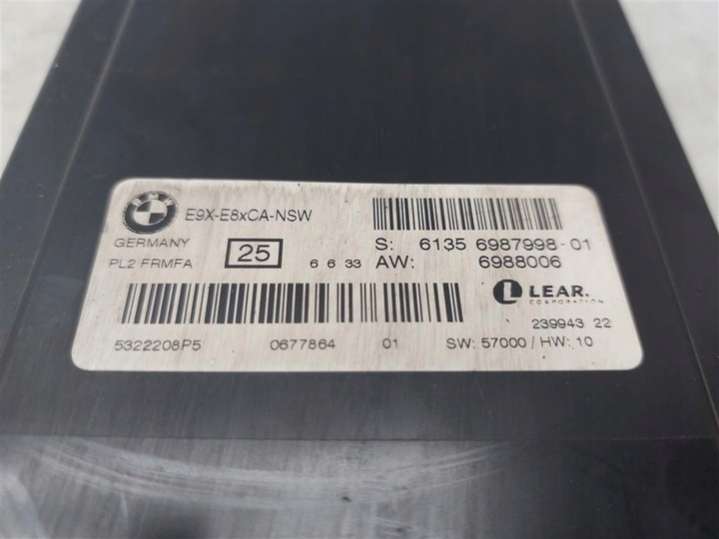 BMW E9X-E8xCA-NSW
GERMANY 25 S: 6135 6987998-01
PL2 FRMFA 6 6 33 AW: 6988006
LEAR.
CORPORATION
239943 22
5322208P5 0677864 01 SW: 57000 / HW: 10